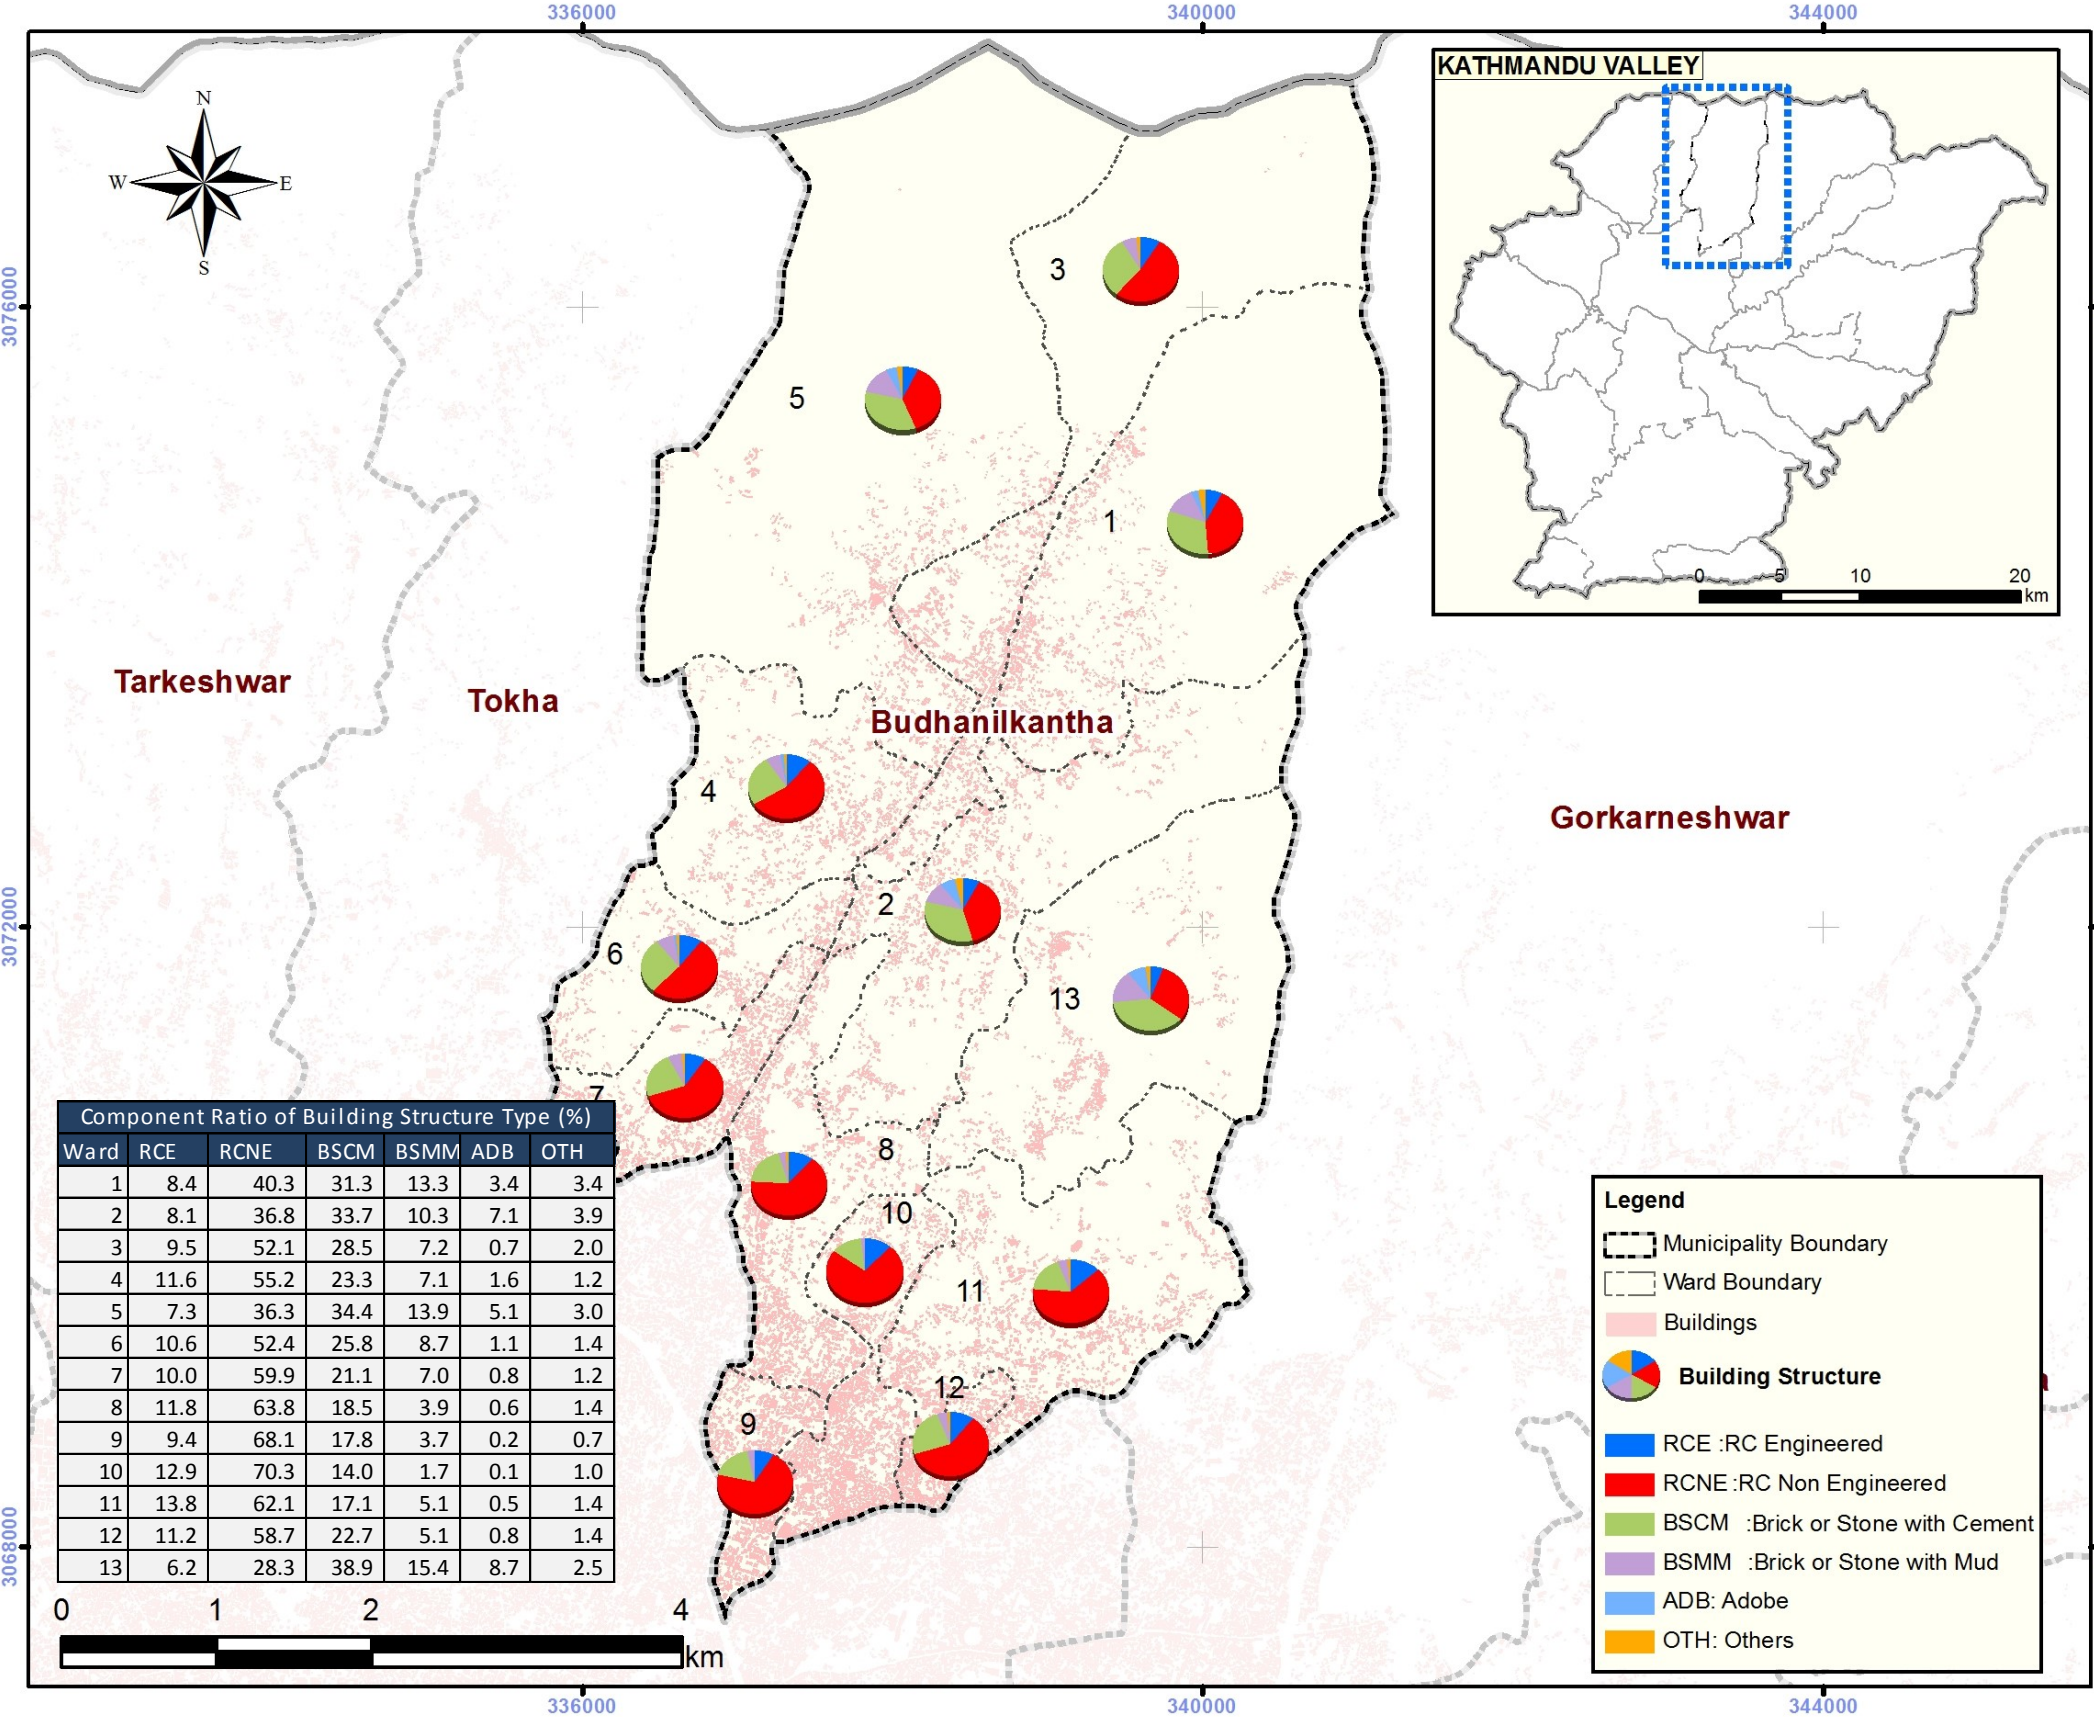 336000 340000 344000
KATHMANDU VALLEY
N
W E
S
3076000
3
5
1
0 5 10 20
km
Tarkeshwar
Tokha
Budhanilkantha
Gorkarneshwar
4
2
3072000
6
13
7
Component Ratio of Building Structure Type (%)
Ward RCE RCNE BSCM BSMM ADB OTH
1 8.4 40.3 31.3 13.3 3.4 3.4
2 8.1 36.8 33.7 10.3 7.1 3.9
3 9.5 52.1 28.5 7.2 0.7 2.0
4 11.6 55.2 23.3 7.1 1.6 1.2
5 7.3 36.3 34.4 13.9 5.1 3.0
6 10.6 52.4 25.8 8.7 1.1 1.4
7 10.0 59.9 21.1 7.0 0.8 1.2
8 11.8 63.8 18.5 3.9 0.6 1.4
9 9.4 68.1 17.8 3.7 0.2 0.7
10 12.9 70.3 14.0 1.7 0.1 1.0
11 13.8 62.1 17.1 5.1 0.5 1.4
12 11.2 58.7 22.7 5.1 0.8 1.4
13 6.2 28.3 38.9 15.4 8.7 2.5
8
10
11
12
9
Legend
Municipality Boundary
Ward Boundary
Buildings
Building Structure
RCE :RC Engineered
RCNE :RC Non Engineered
BSCM :Brick or Stone with Cement
BSMM :Brick or Stone with Mud
ADB: Adobe
OTH: Others
3068000
0 1 2 4
km
336000 340000 344000